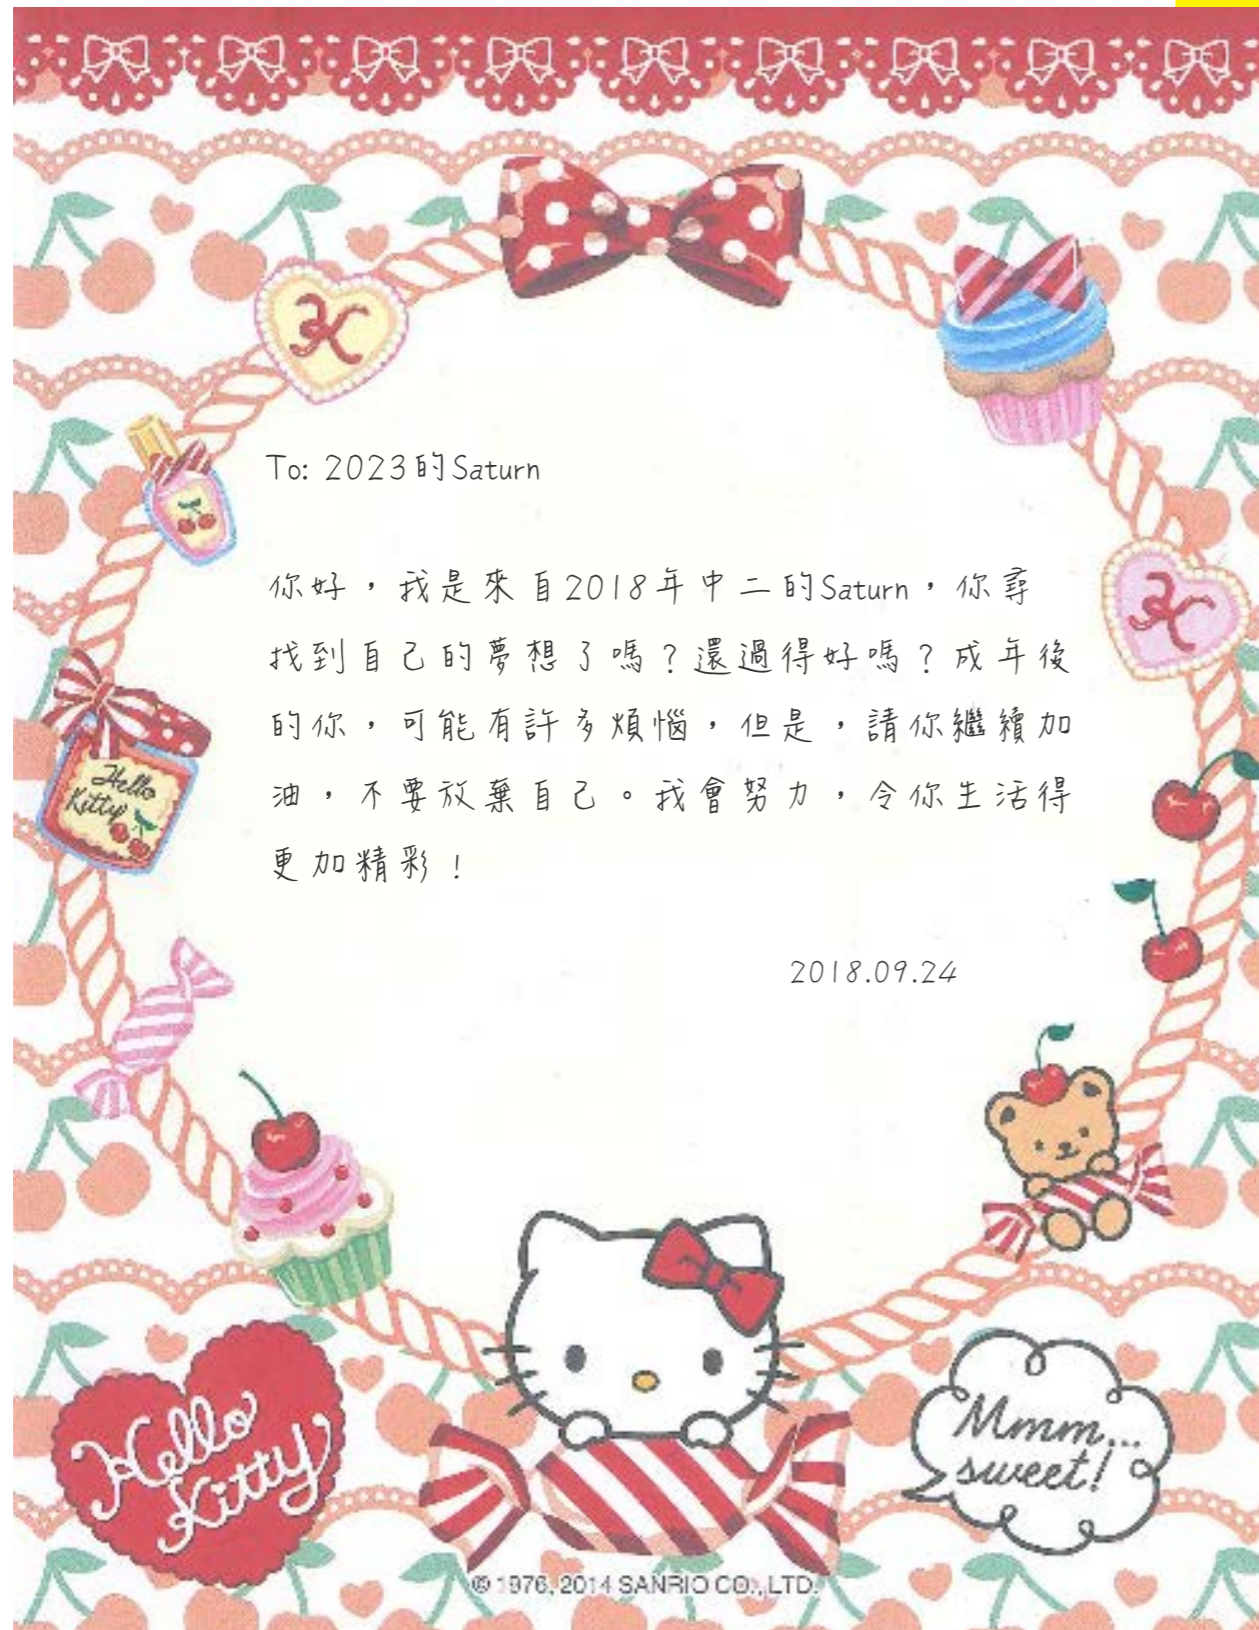 To: 2023的Saturn
你好，我是來自2018年中二的Saturn，你尋
找到自己的夢想了嗎？還過得好嗎？成年後
的你，可能有許多煩惱，但是，請你繼續加
油，不要放棄自己。我會努力，令你生活得
更加精彩！
2018.09.24
Hello
Kitty
Hello
Kitty
Mmm...
sweet!
© 1976, 2014 SANRIO CO., LTD.